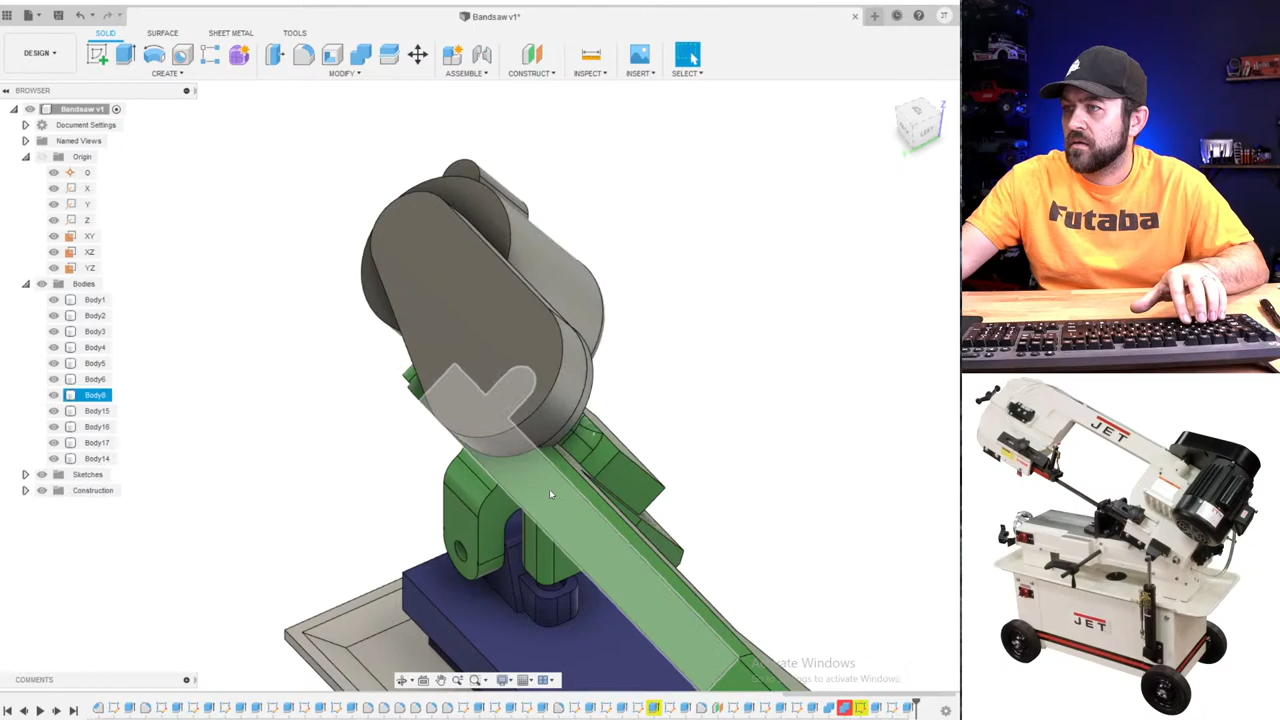 Bandsaw v1*
JT
DESIGN
SOLID
SURFACE
SHEET METAL
TOOLS
CREATE
MODIFY
ASSEMBLE
CONSTRUCT
INSPECT
INSERT
SELECT
BROWSER
Bandsaw v1
Document Settings
Named Views
Origin
O
X
Y
Z
XY
XZ
YZ
Bodies
Body1
Body2
Body3
Body4
Body5
Body6
Body8
Body15
Body16
Body17
Body14
Sketches
Construction
Z
LEFT
Activate Windows
COMMENTS
Futaba
JET
JET